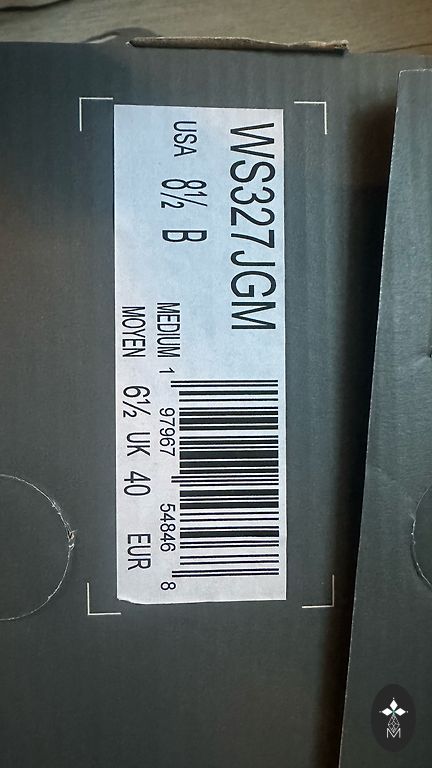 WS327JGM
USA 8½ B
MEDIUM
MOYEN 6½ UK 40 EUR
1 97967 54846 8
M